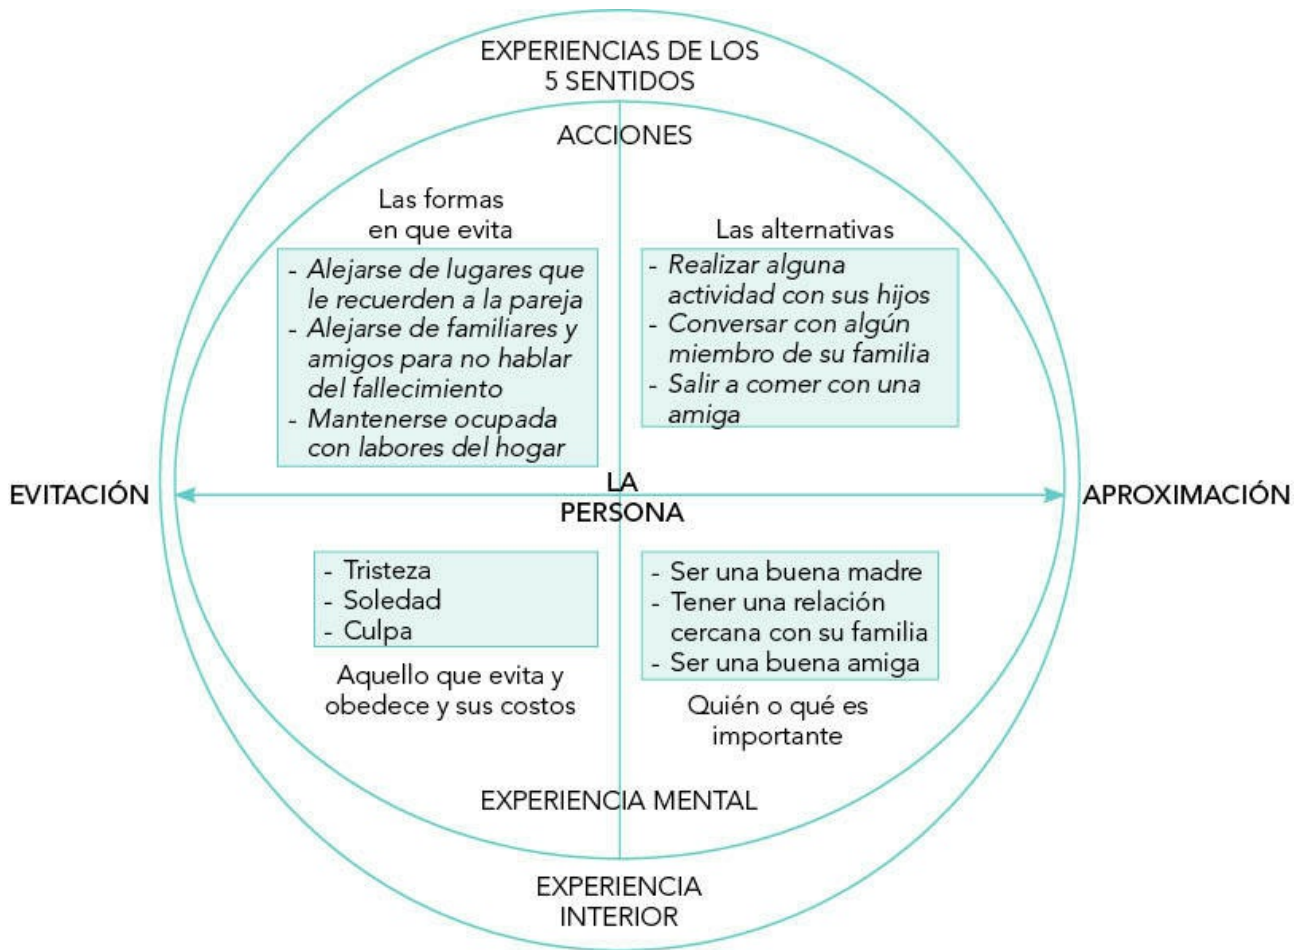 EXPERIENCIAS DE LOS
5 SENTIDOS
ACCIONES
Las formas
en que evita
- Alejarse de lugares que
le recuerden a la pareja
- Alejarse de familiares y
amigos para no hablar
del fallecimiento
- Mantenerse ocupada
con labores del hogar
Las alternativas
- Realizar alguna
actividad con sus hijos
- Conversar con algún
miembro de su familia
- Salir a comer con una
amiga
EVITACIÓN
LA
PERSONA
APROXIMACIÓN
- Tristeza
- Soledad
- Culpa
Aquello que evita y
obedece y sus costos
- Ser una buena madre
- Tener una relación
cercana con su familia
- Ser una buena amiga
Quién o qué es
importante
EXPERIENCIA MENTAL
EXPERIENCIA
INTERIOR